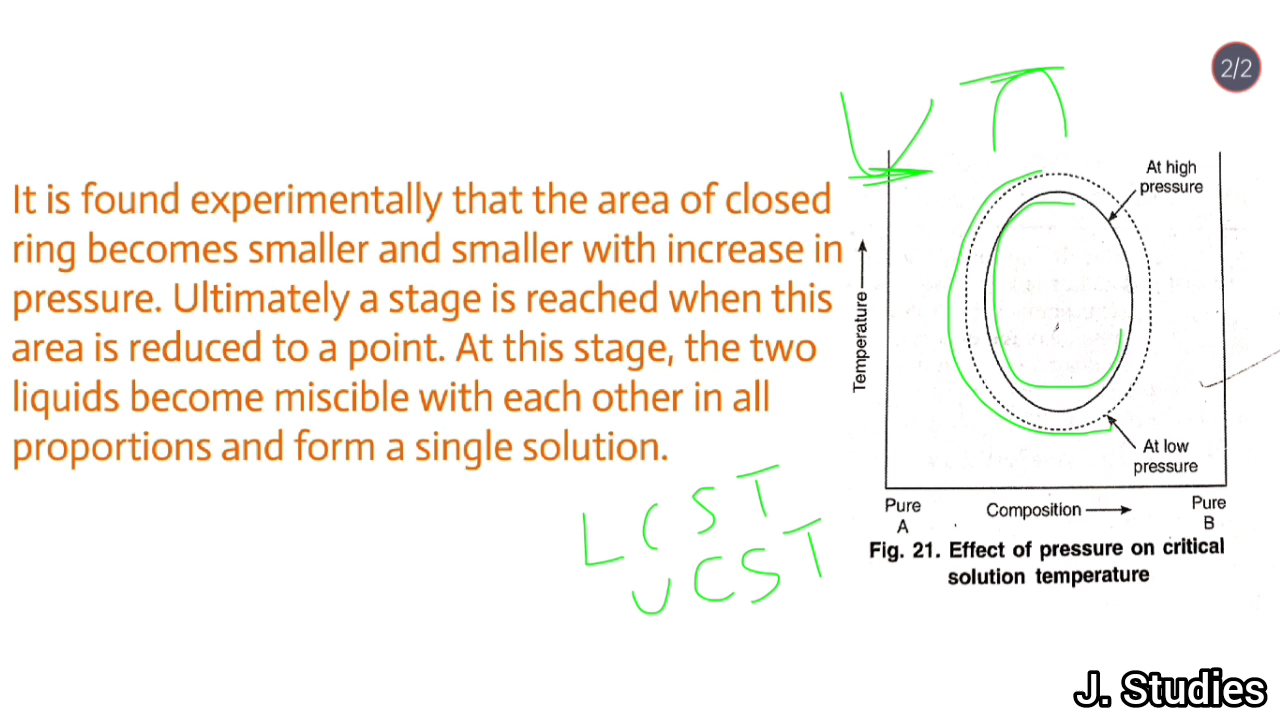 2/2
It is found experimentally that the area of closed
ring becomes smaller and smaller with increase in
pressure. Ultimately a stage is reached when this
area is reduced to a point. At this stage, the two
liquids become miscible with each other in all
proportions and form a single solution.
LCST
UCST
At high
pressure
Temperature
At low
pressure
Pure
A
Composition
Pure
B
Fig. 21. Effect of pressure on critical
solution temperature
J. Studies